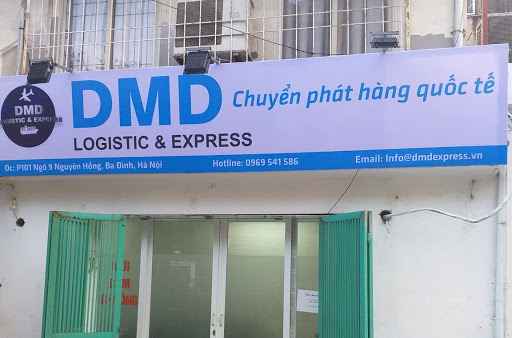 DMD
LOGISTIC & EXPRESS
DMD
Chuyển phát hàng quốc tế
LOGISTIC & EXPRESS
Đc: P101 Ngõ 9 Nguyên Hồng, Ba Đình, Hà Nội
Hotline: 0969 541 586
Email: Info@dmdexpress.vn